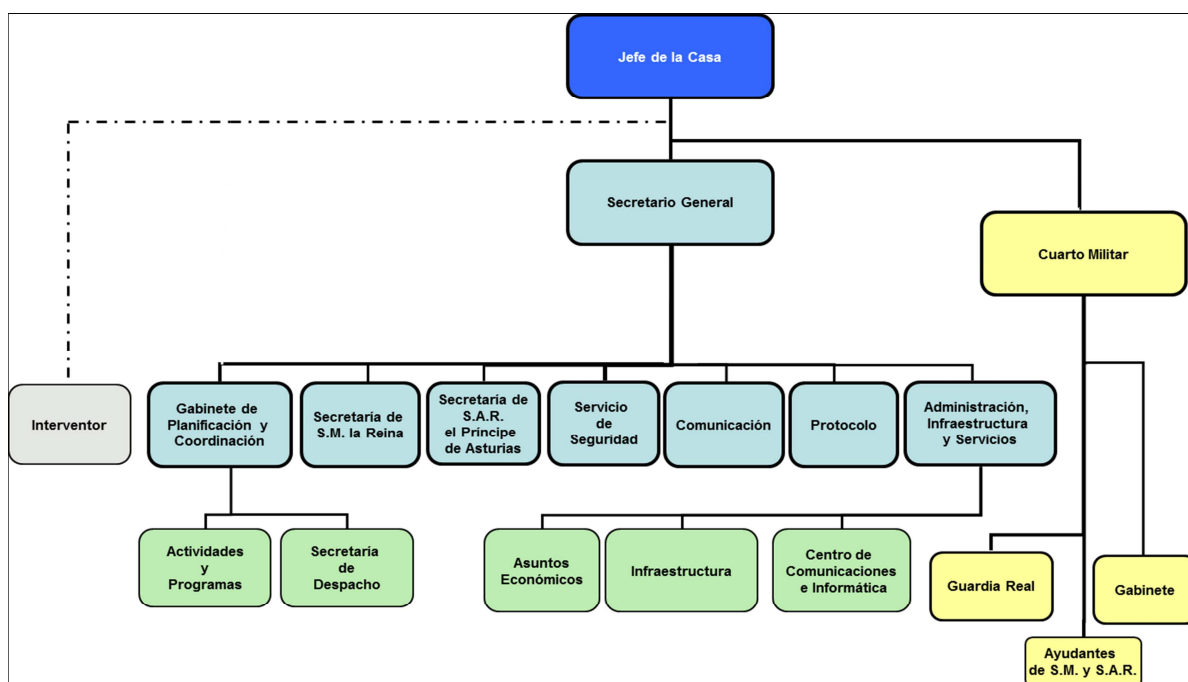 Jefe de la Casa
Secretario General
Cuarto Militar
Interventor
Gabinete de
Planificación y
Coordinación
Secretaría de
S.M. la Reina
Secretaría de
S.A.R.
el Príncipe
de Asturias
Servicio
de
Seguridad
Comunicación
Protocolo
Administración,
Infraestructura
y Servicios
Actividades
y
Programas
Secretaría
de
Despacho
Asuntos
Económicos
Infraestructura
Centro de
Comunicaciones
e Informática
Guardia Real
Gabinete
Ayudantes
de S.M. y S.A.R.